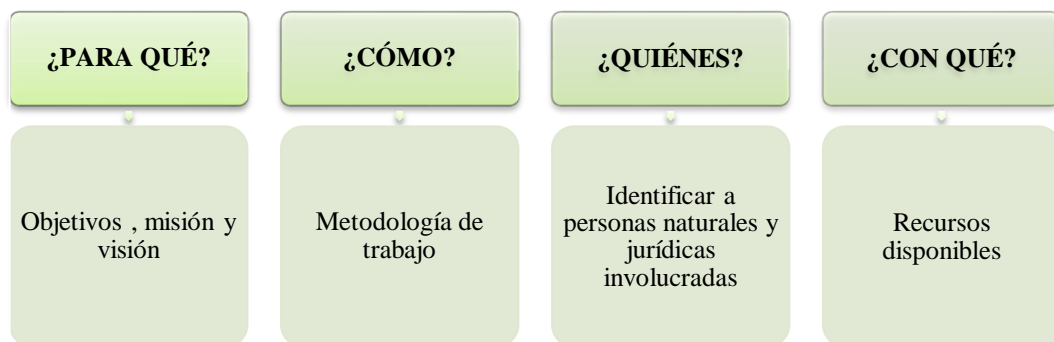 ¿PARA QUÉ?
¿CÓMO?
¿QUIÉNES?
¿CON QUÉ?
Objetivos , misión y
visión
Metodología de
trabajo
Identificar a
personas naturales y
jurídicas
involucradas
Recursos
disponibles